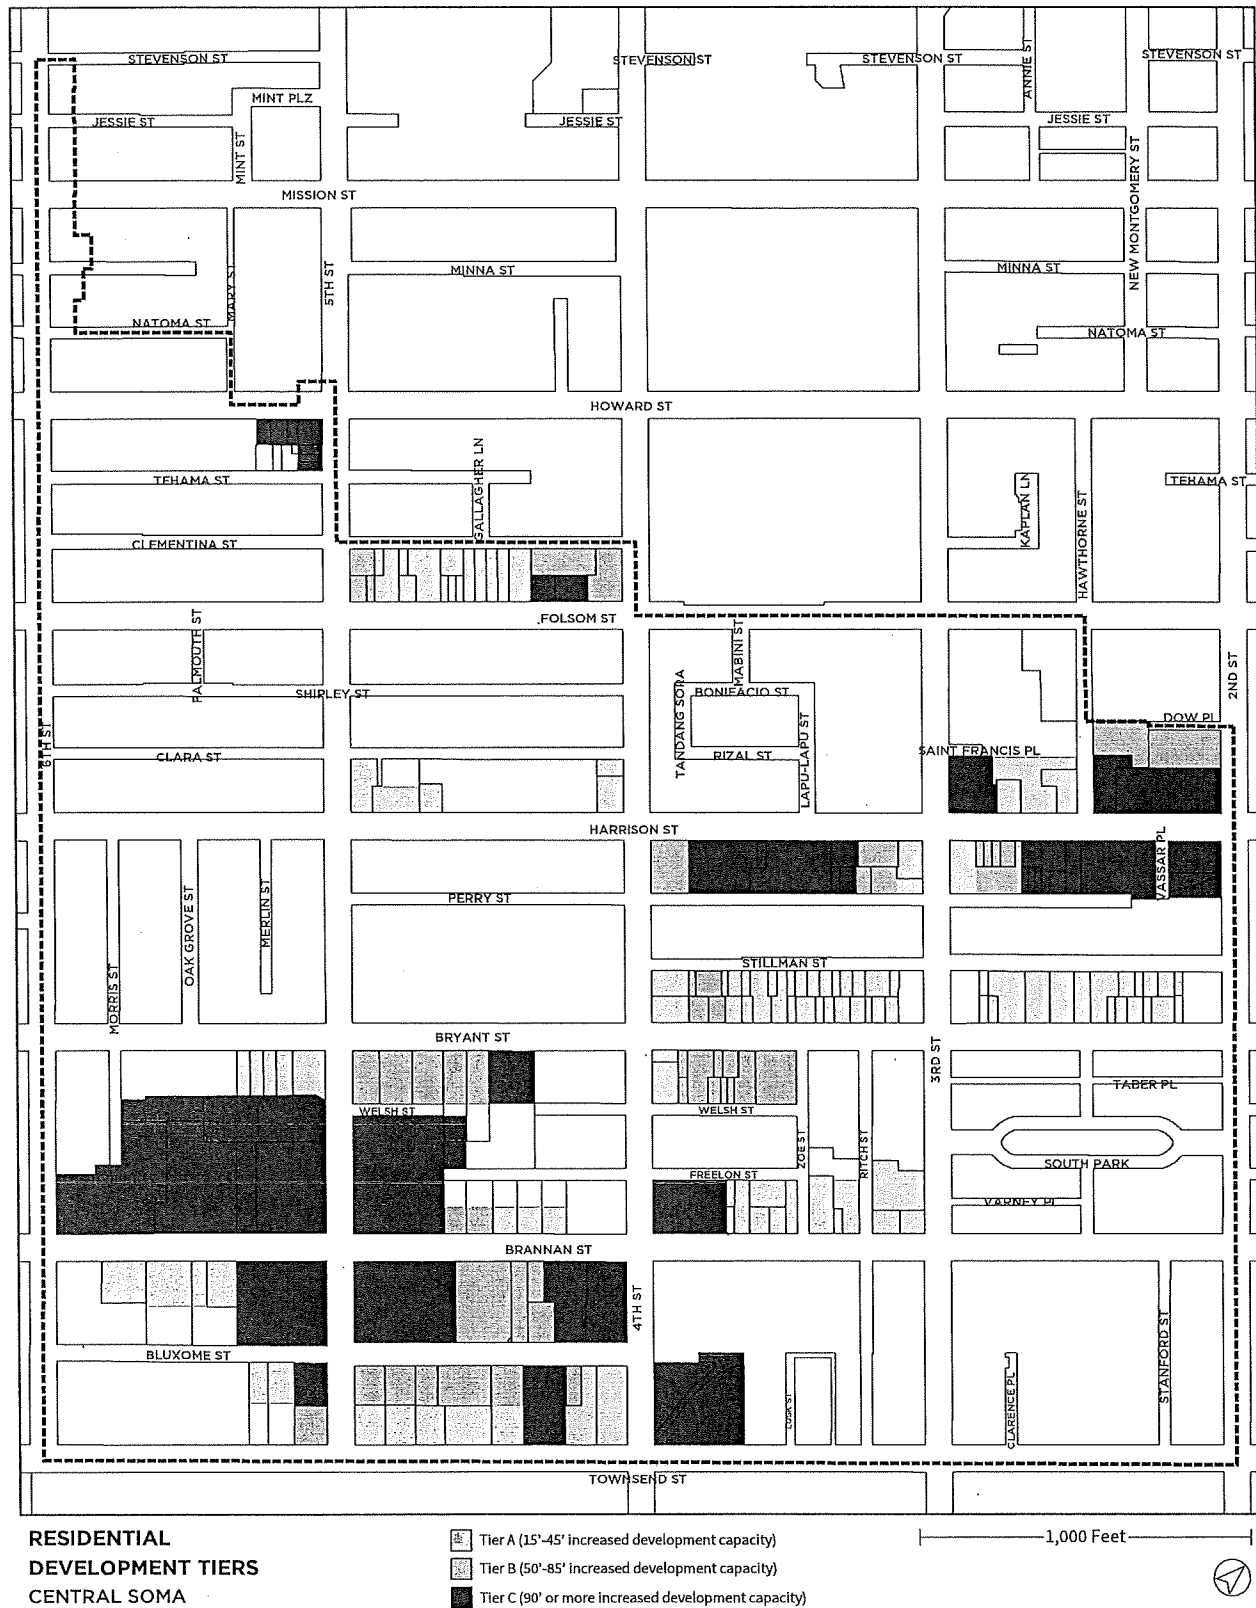 STEVENSON ST
STEVENSON ST
STEVENSON ST
STEVENSON ST
ANNIE ST
MINT PLZ
JESSIE ST
JESSIE ST
JESSIE ST
MINT ST
NEW MONTGOMERY ST
MISSION ST
MINNA ST
MINNA ST
MARY ST
5TH ST
NATOMA ST
NATOMA ST
HOWARD ST
GALLAGHER LN
TEHAMA ST
TEHAMA ST
KAPLAN LN
HAWTHORNE ST
CLEMENTINA ST
FOLSOM ST
FALMOUTH ST
MABINI ST
2ND ST
SHIPLEY ST
TANDANG SORA
BONIFACIO ST
LAPU-LAPU ST
DOW PL
6TH ST
CLARA ST
RIZAL ST
SAINT FRANCIS PL
HARRISON ST
VASSAR PL
PERRY ST
OAK GROVE ST
MERLIN ST
MORRIS ST
STILLMAN ST
BRYANT ST
3RD ST
TABER PL
WELSH ST
WELSH ST
ZOE ST
RITCH ST
SOUTH PARK
FREELON ST
VARNEY PL
BRANNAN ST
4TH ST
BLUXOME ST
LUSK ST
CLARENCE PL
STANFORD ST
TOWNSEND ST
RESIDENTIAL
DEVELOPMENT TIERS
CENTRAL SOMA
Tier A (15'-45' increased development capacity)
Tier B (50'-85' increased development capacity)
Tier C (90' or more increased development capacity)
1,000 Feet